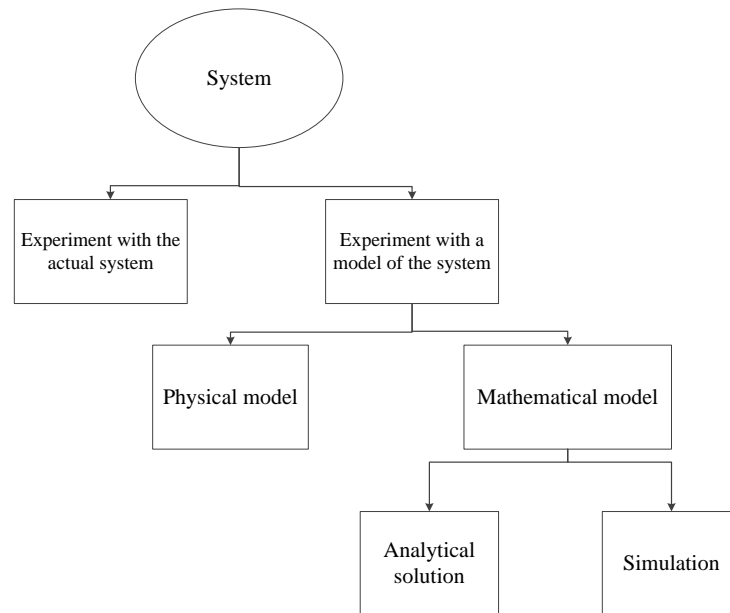 System
Experiment with the
actual system
Experiment with a
model of the system
Physical model
Mathematical model
Analytical
solution
Simulation